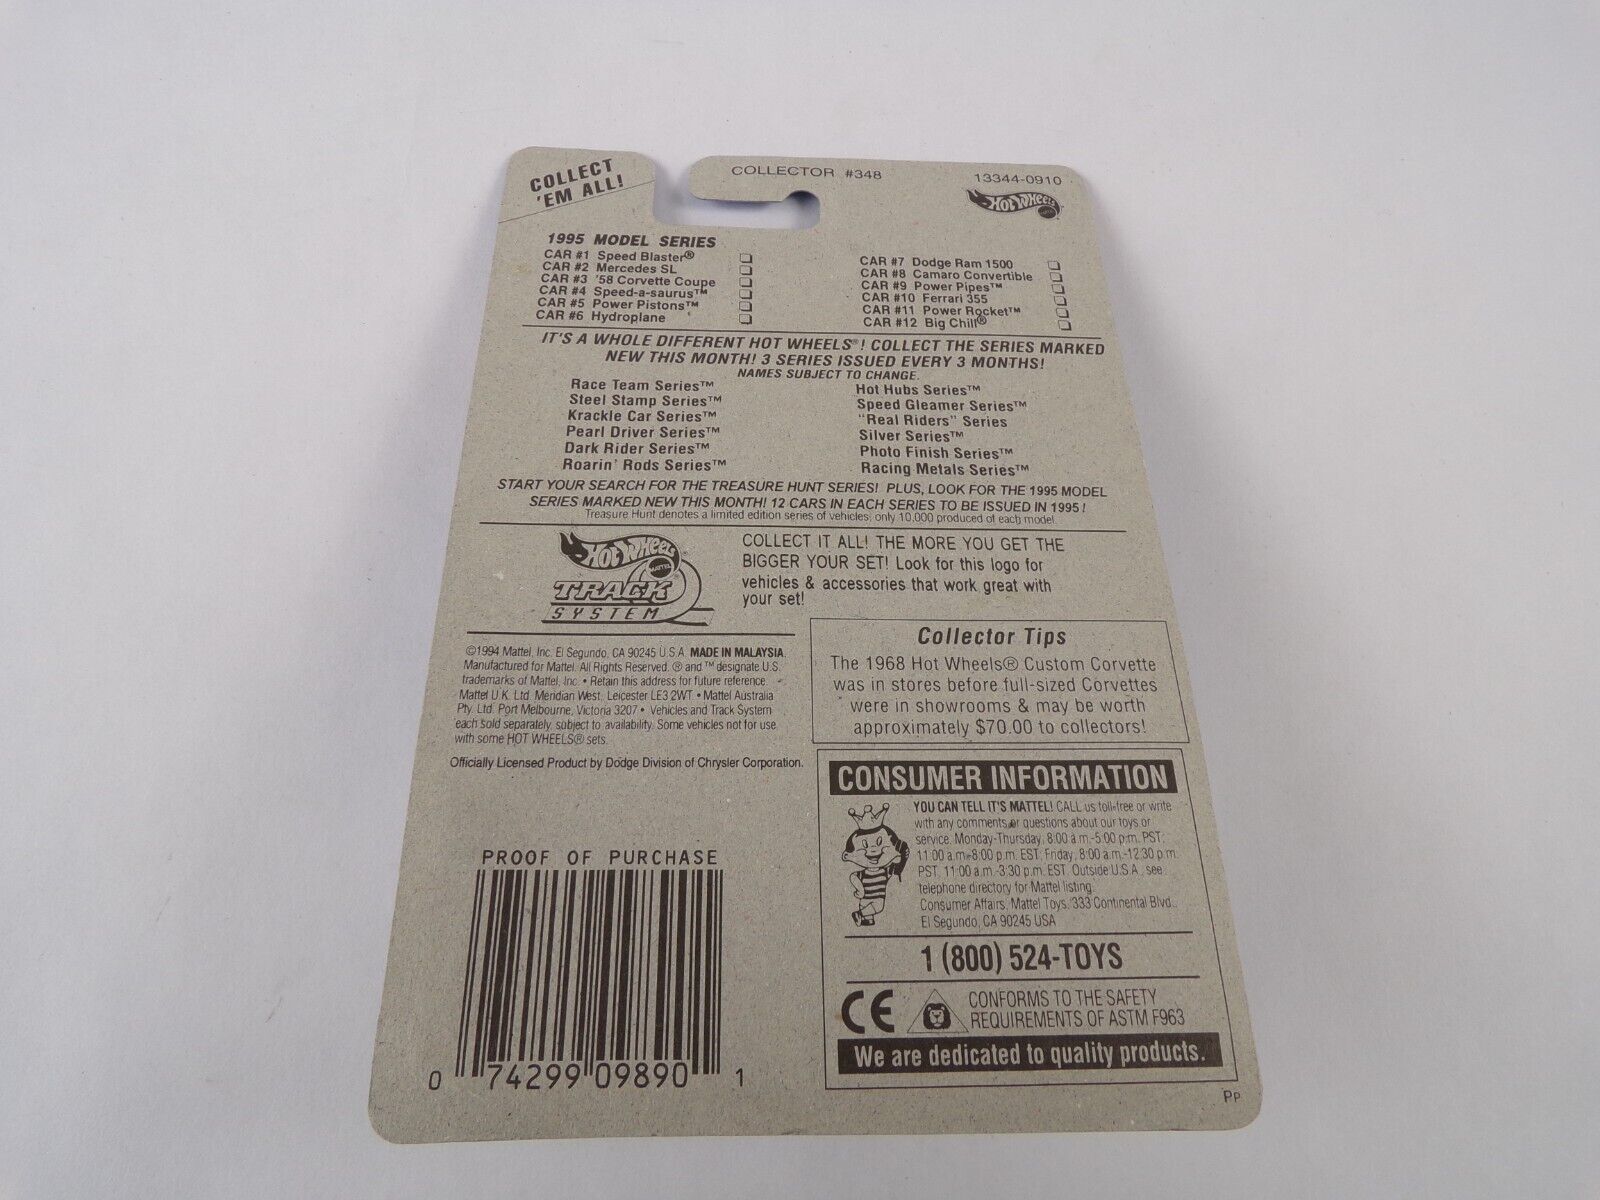 COLLECT
'EM ALL!
COLLECTOR #348
13344-0910
Hot Wheels
1995 MODEL SERIES
CAR #1 Speed Blaster®
CAR #2 Mercedes SL
CAR #3 '58 Corvette Coupe
CAR #4 Speed-a-saurus™
CAR #5 Power Pistons™
CAR #6 Hydroplane
CAR #7 Dodge Ram 1500
CAR #8 Camaro Convertible
CAR #9 Power Pipes™
CAR #10 Ferrari 355
CAR #11 Power Rocket™
CAR #12 Big Chill®
IT'S A WHOLE DIFFERENT HOT WHEELS®! COLLECT THE SERIES MARKED
NEW THIS MONTH! 3 SERIES ISSUED EVERY 3 MONTHS!
NAMES SUBJECT TO CHANGE.
Race Team Series™
Steel Stamp Series™
Krackle Car Series™
Pearl Driver Series™
Dark Rider Series™
Roarin' Rods Series™
Hot Hubs Series™
Speed Gleamer Series™
"Real Riders" Series
Silver Series™
Photo Finish Series™
Racing Metals Series™
START YOUR SEARCH FOR THE TREASURE HUNT SERIES! PLUS, LOOK FOR THE 1995 MODEL
SERIES MARKED NEW THIS MONTH! 12 CARS IN EACH SERIES TO BE ISSUED IN 1995!
Treasure Hunt denotes a limited edition series of vehicles, only 10,000 produced of each model.
Hot Wheels
MATTEL
TRACK
SYSTEM
COLLECT IT ALL! THE MORE YOU GET THE
BIGGER YOUR SET! Look for this logo for
vehicles & accessories that work great with
your set!
©1994 Mattel, Inc. El Segundo, CA 90245 U.S.A. MADE IN MALAYSIA.
Manufactured for Mattel. All Rights Reserved. ® and ™ designate U.S.
trademarks of Mattel, Inc. • Retain this address for future reference.
Mattel U.K. Ltd. Meridian West, Leicester LE3 2WT • Mattel Australia
Pty. Ltd. Port Melbourne, Victoria 3207 • Vehicles and Track System
each sold separately, subject to availability. Some vehicles not for use
with some HOT WHEELS® sets.
Officially Licensed Product by Dodge Division of Chrysler Corporation.
Collector Tips
The 1968 Hot Wheels® Custom Corvette
was in stores before full-sized Corvettes
were in showrooms & may be worth
approximately $70.00 to collectors!
CONSUMER INFORMATION
YOU CAN TELL IT'S MATTEL! CALL us toll-free or write
with any comments or questions about our toys or
service. Monday-Thursday, 8:00 a.m.-5:00 p.m. PST;
11:00 a.m.-8:00 p.m. EST. Friday, 8:00 a.m.-12:30 p.m.
PST, 11:00 a.m.-3:30 p.m. EST. Outside U.S.A., see
telephone directory for Mattel listing.
Consumer Affairs, Mattel Toys, 333 Continental Blvd.,
El Segundo, CA 90245 USA
1 (800) 524-TOYS
CE
CONFORMS TO THE SAFETY
REQUIREMENTS OF ASTM F963
We are dedicated to quality products.
PROOF OF PURCHASE
0 74299 09890 1
PP